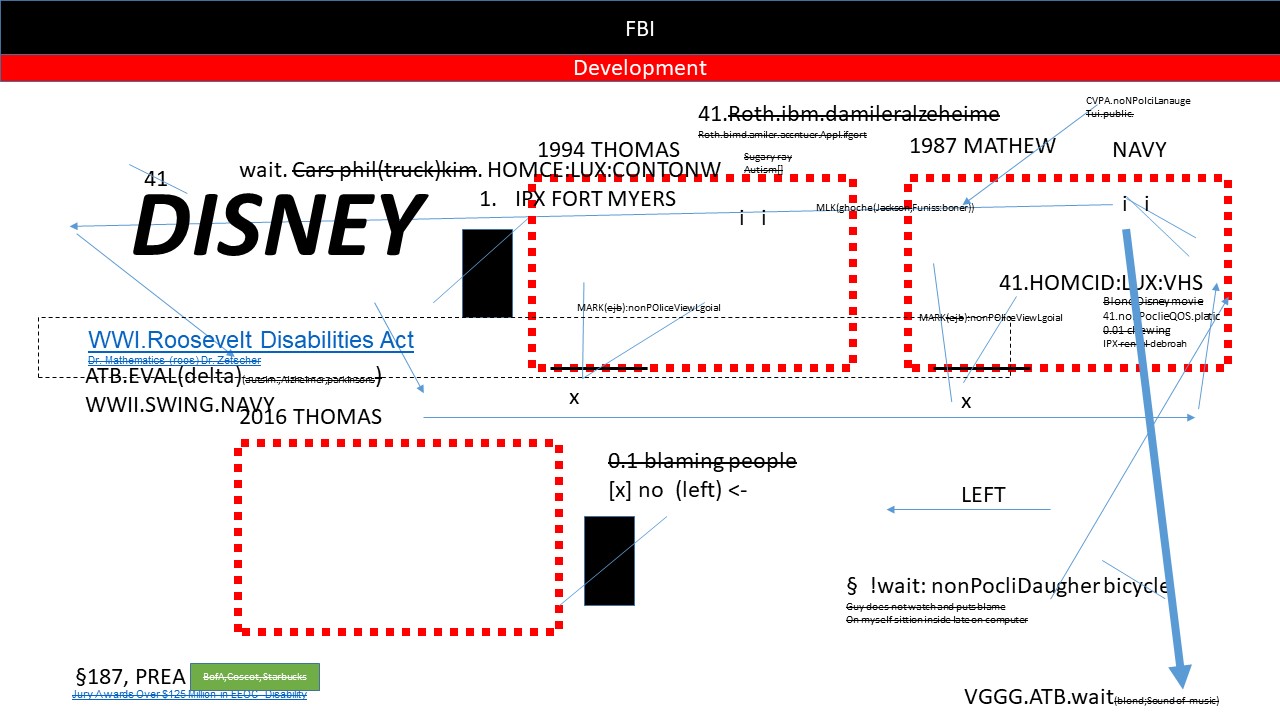 FBI
Development
CVPA.noNPolciLanauge
Tui.public.
41.Roth.ibm.damileralzeheime
Roth.bimd.amiler.accntuer.Appl.ifgort
1994 THOMAS
1987 MATHEW
NAVY
Sugary ray
Autism[]
wait. Cars phil(truck)kim. HOMCE:LUX:CONTONW
41
1. IPX FORT MYERS
DISNEY
i i
MLK(ghoche(Jackson,Funiss:boner))
i i
41.HOMCID:LUX:VHS
Blond Disney movie
MARK(ejb):nonPOliceViewLgoial
MARK(ejb):nonPOliceViewLgoial
41.nonPoclieQOS.platic
0.01 chewing
IPX rental debroah
WWI.Roosevelt Disabilities Act
Dr. Mathematics (roos) Dr. Zetscher
ATB.EVAL(delta)(autsim.,Alzheimer,parkinsons)
x
x
WWII.SWING.NAVY
2016 THOMAS
0.1 blaming people
[x] no (left) <-
LEFT
§ !wait: nonPocliDaugher bicycle
Guy does not watch and puts blame
On myself sittion inside late on computer
§187, PREA
BofA,Coscot,Starbucks
Jury Awards Over $125 Million in EEOC Disability
VGGG.ATB.wait(blond;Sound of music)